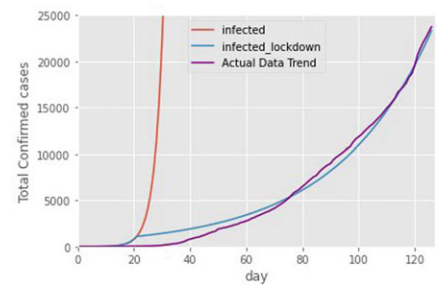 25000
20000
15000
10000
5000
0
Total Confirmed cases
infected
infected_lockdown
Actual Data Trend
0 20 40 60 80 100 120
day